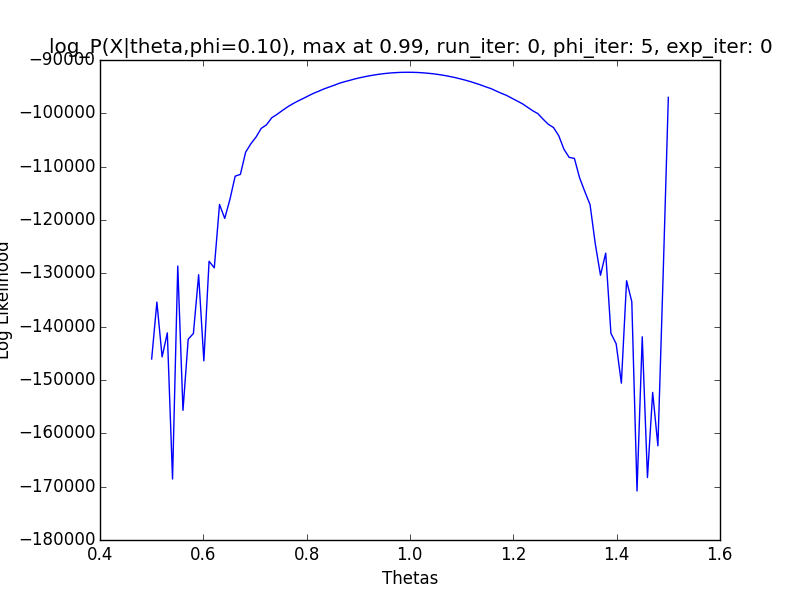 log_P(X|theta,phi=0.10), max at 0.99, run_iter: 0, phi_iter: 5, exp_iter: 0
−90000
−100000
−110000
−120000
−130000
−140000
−150000
−160000
−170000
−180000
Log Likelihood
0.4 0.6 0.8 1.0 1.2 1.4 1.6
Thetas